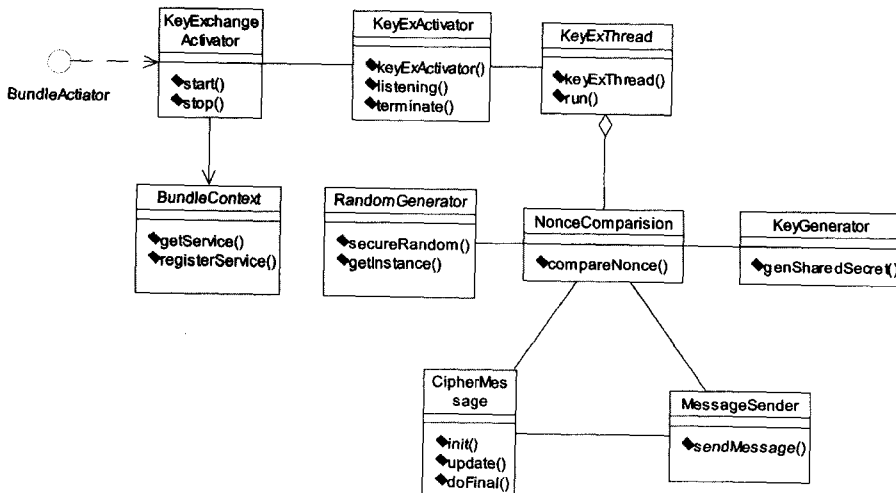 KeyExchange
Activator
start()
stop()
KeyExActivator
keyExActivator()
listening()
terminate()
KeyExThread
keyExThread()
run()
BundleActiator
BundleContext
getService()
registerService()
RandomGenerator
secureRandom()
getInstance()
NonceComparision
compareNonce()
KeyGenerator
genSharedSecret()
CipherMes
sage
init()
update()
doFinal()
MessageSender
sendMessage()